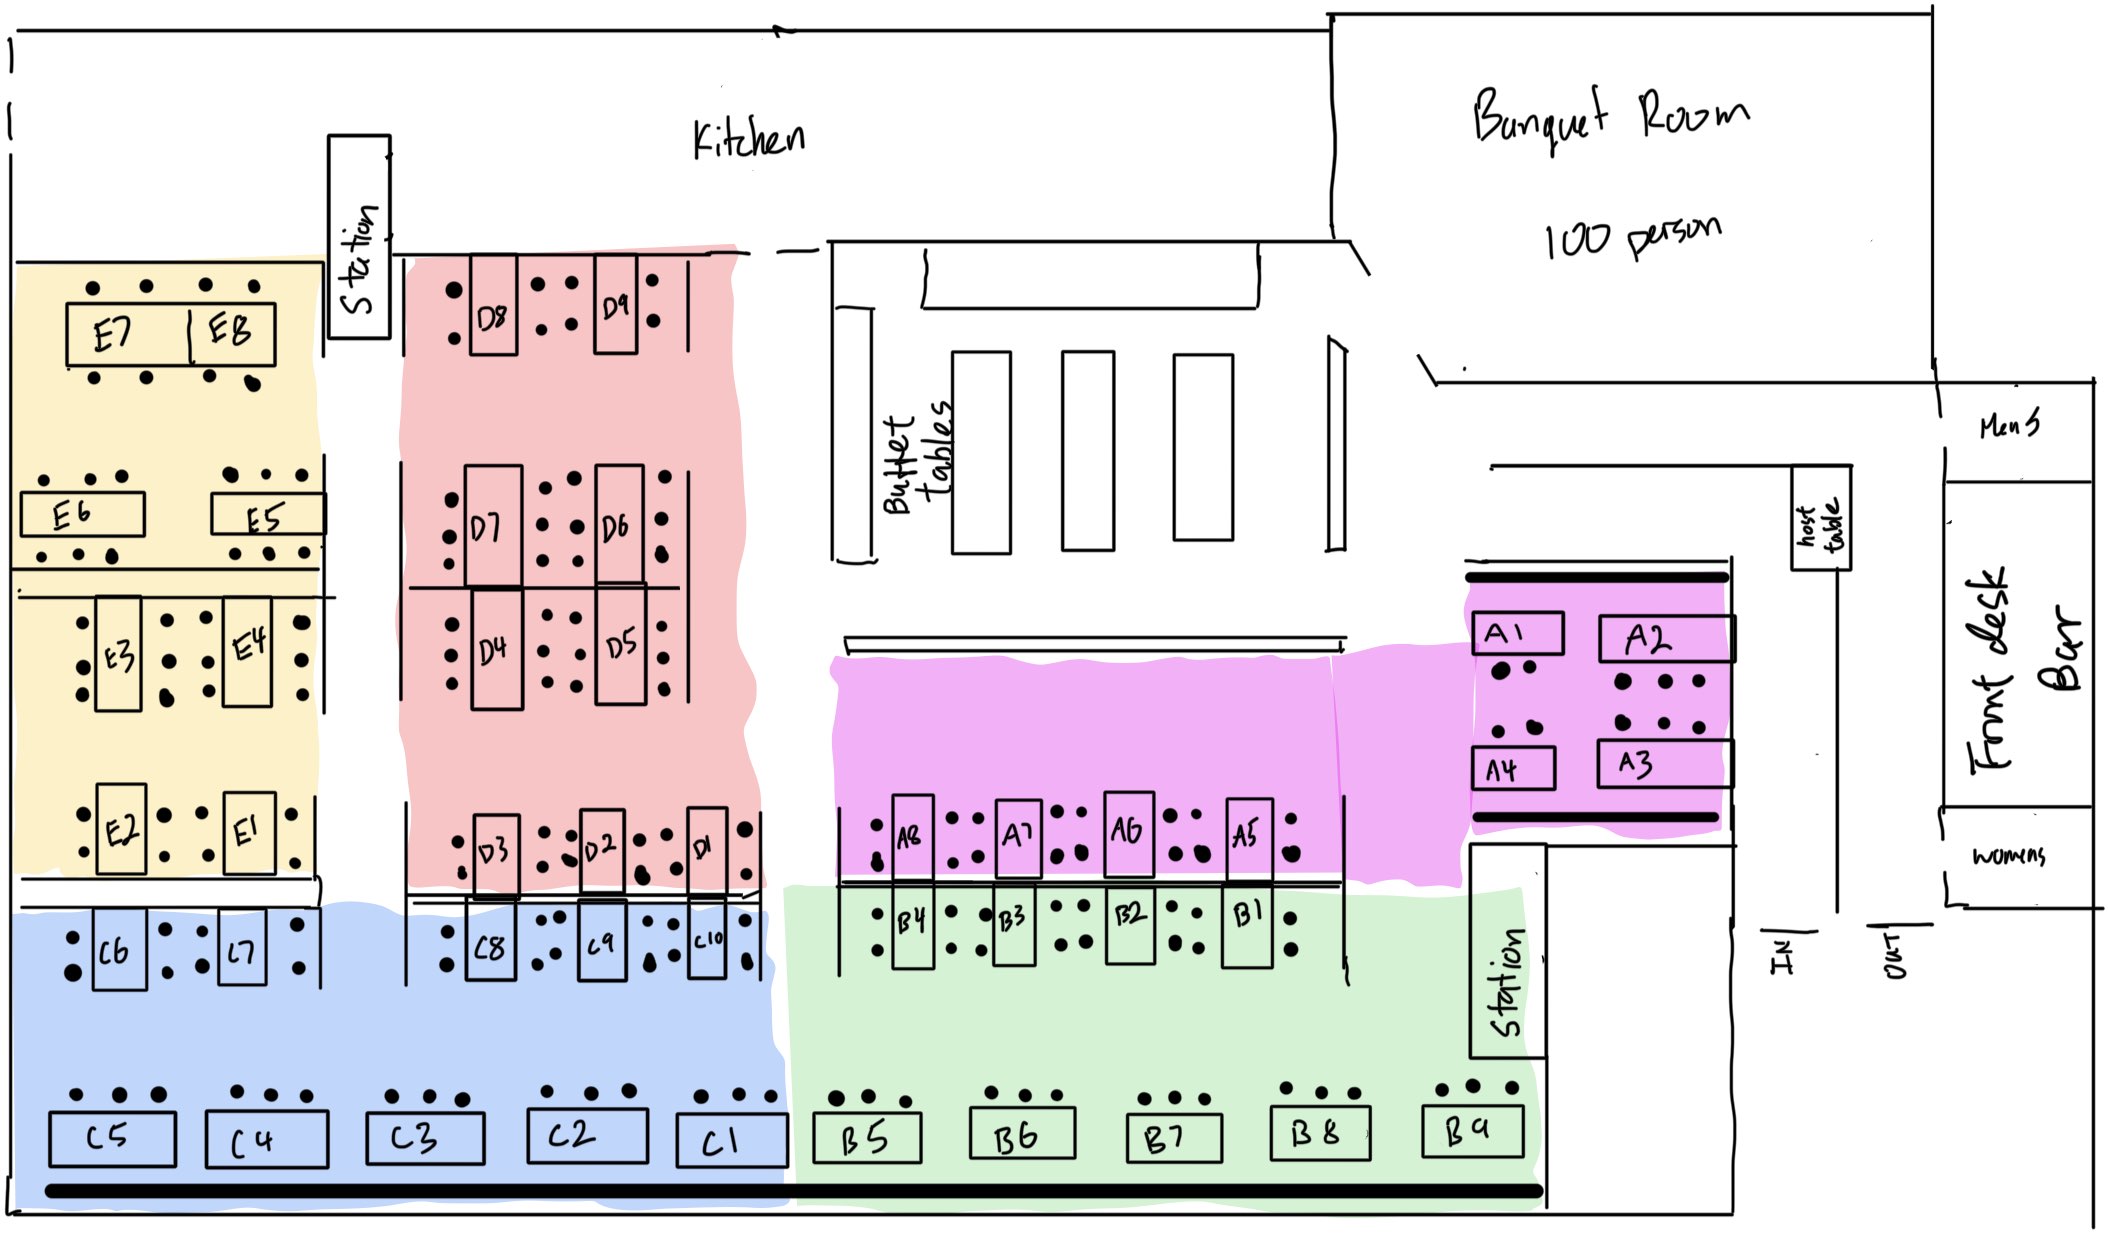 Kitchen
Banquet Room
100 person
Station
E7
E8
D8
D9
Buffet
tables
Mens
E6
E5
D7
D6
host
table
E3
E4
D4
D5
A1
A2
Front desk
Bar
A4
A3
E2
E1
D3
D2
D1
A8
A7
A6
A5
womens
C6
C7
C8
C9
C10
B4
B3
B2
B1
Station
IN
OUT
C5
C4
C3
C2
C1
B5
B6
B7
B8
B9